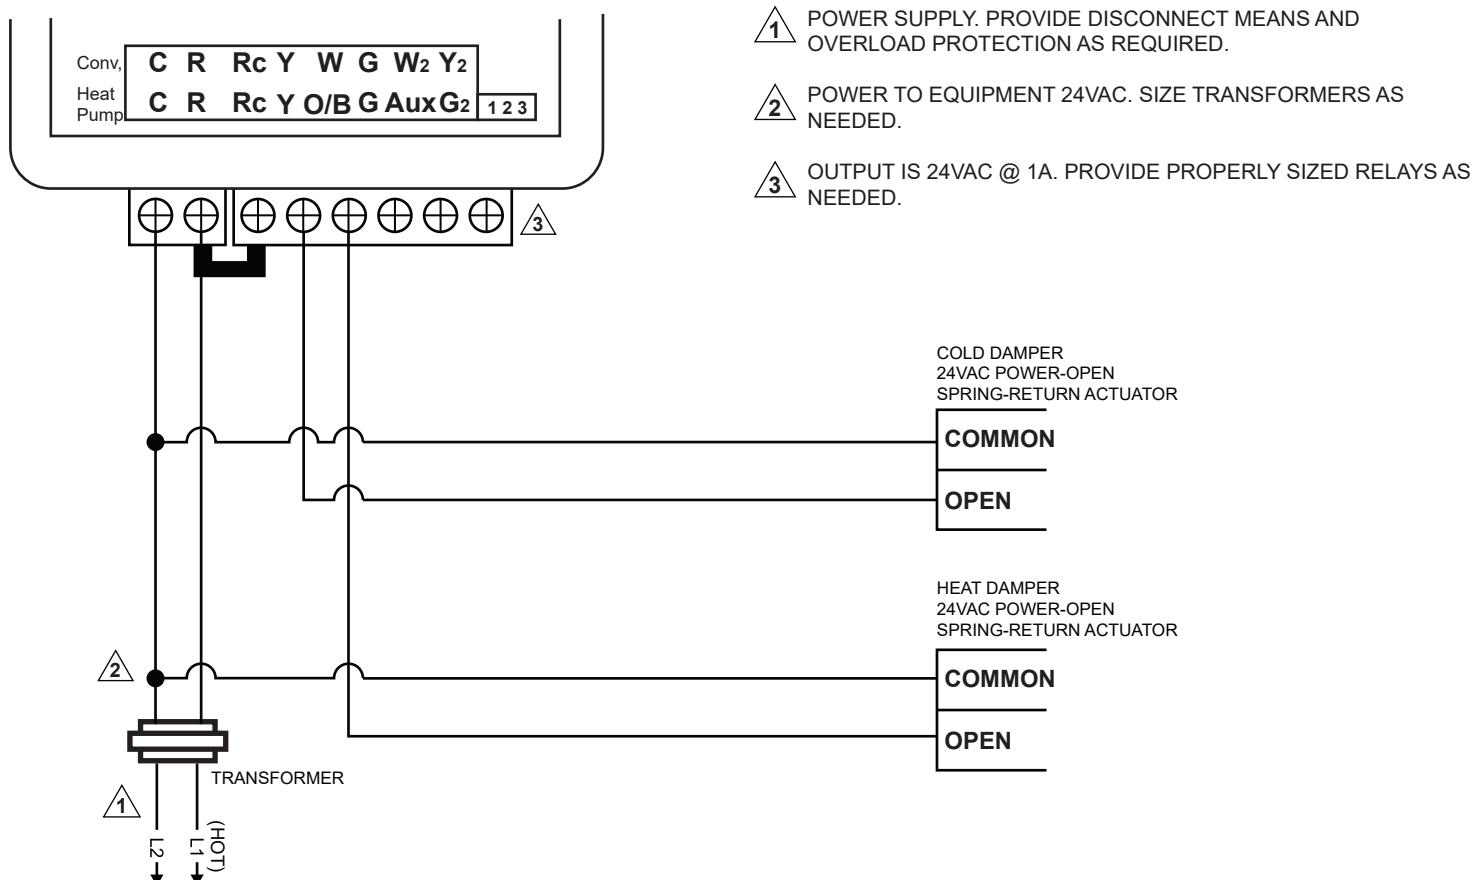 Conv, C R Rc Y W G W2 Y2
Heat Pump C R Rc Y O/B G Aux G2 1 2 3
3
1 POWER SUPPLY. PROVIDE DISCONNECT MEANS AND
OVERLOAD PROTECTION AS REQUIRED.
2 POWER TO EQUIPMENT 24VAC. SIZE TRANSFORMERS AS
NEEDED.
3 OUTPUT IS 24VAC @ 1A. PROVIDE PROPERLY SIZED RELAYS AS
NEEDED.
COLD DAMPER
24VAC POWER-OPEN
SPRING-RETURN ACTUATOR
COMMON
OPEN
HEAT DAMPER
24VAC POWER-OPEN
SPRING-RETURN ACTUATOR
COMMON
OPEN
2
TRANSFORMER
1
L2
L1
(HOT)